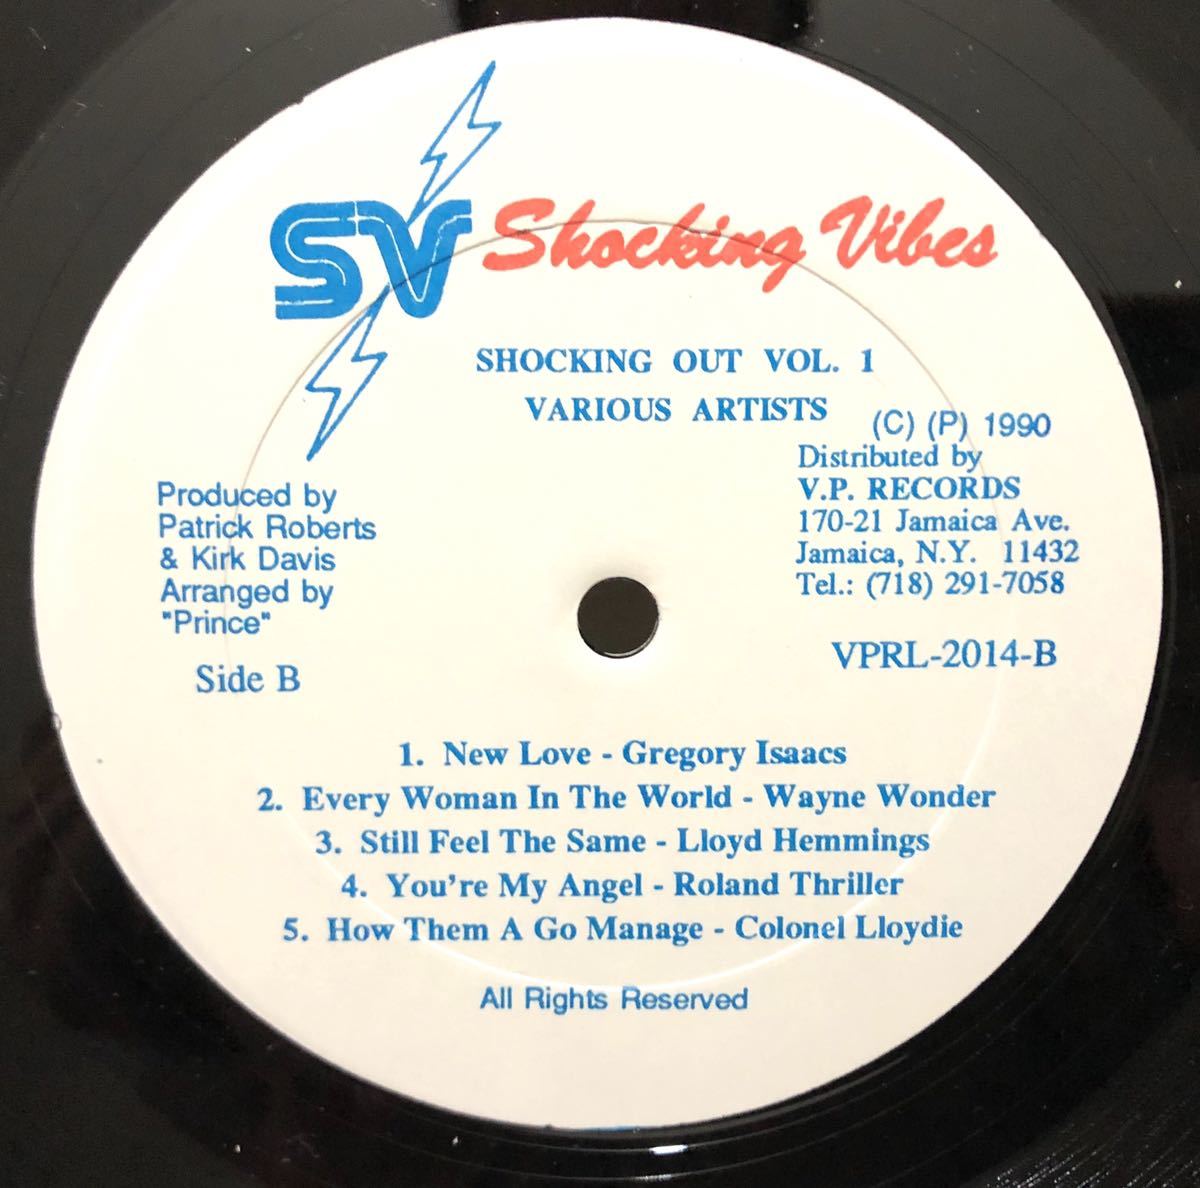 SV Shocking Vibes
SHOCKING OUT VOL. 1
VARIOUS ARTISTS
(C) (P) 1990
Distributed by
V.P. RECORDS
170-21 Jamaica Ave.
Jamaica, N.Y. 11432
Tel.: (718) 291-7058
Produced by
Patrick Roberts
& Kirk Davis
Arranged by
"Prince"
Side B
VPRL-2014-B
1. New Love - Gregory Isaacs
2. Every Woman In The World - Wayne Wonder
3. Still Feel The Same - Lloyd Hemmings
4. You're My Angel - Roland Thriller
5. How Them A Go Manage - Colonel Lloydie
All Rights Reserved